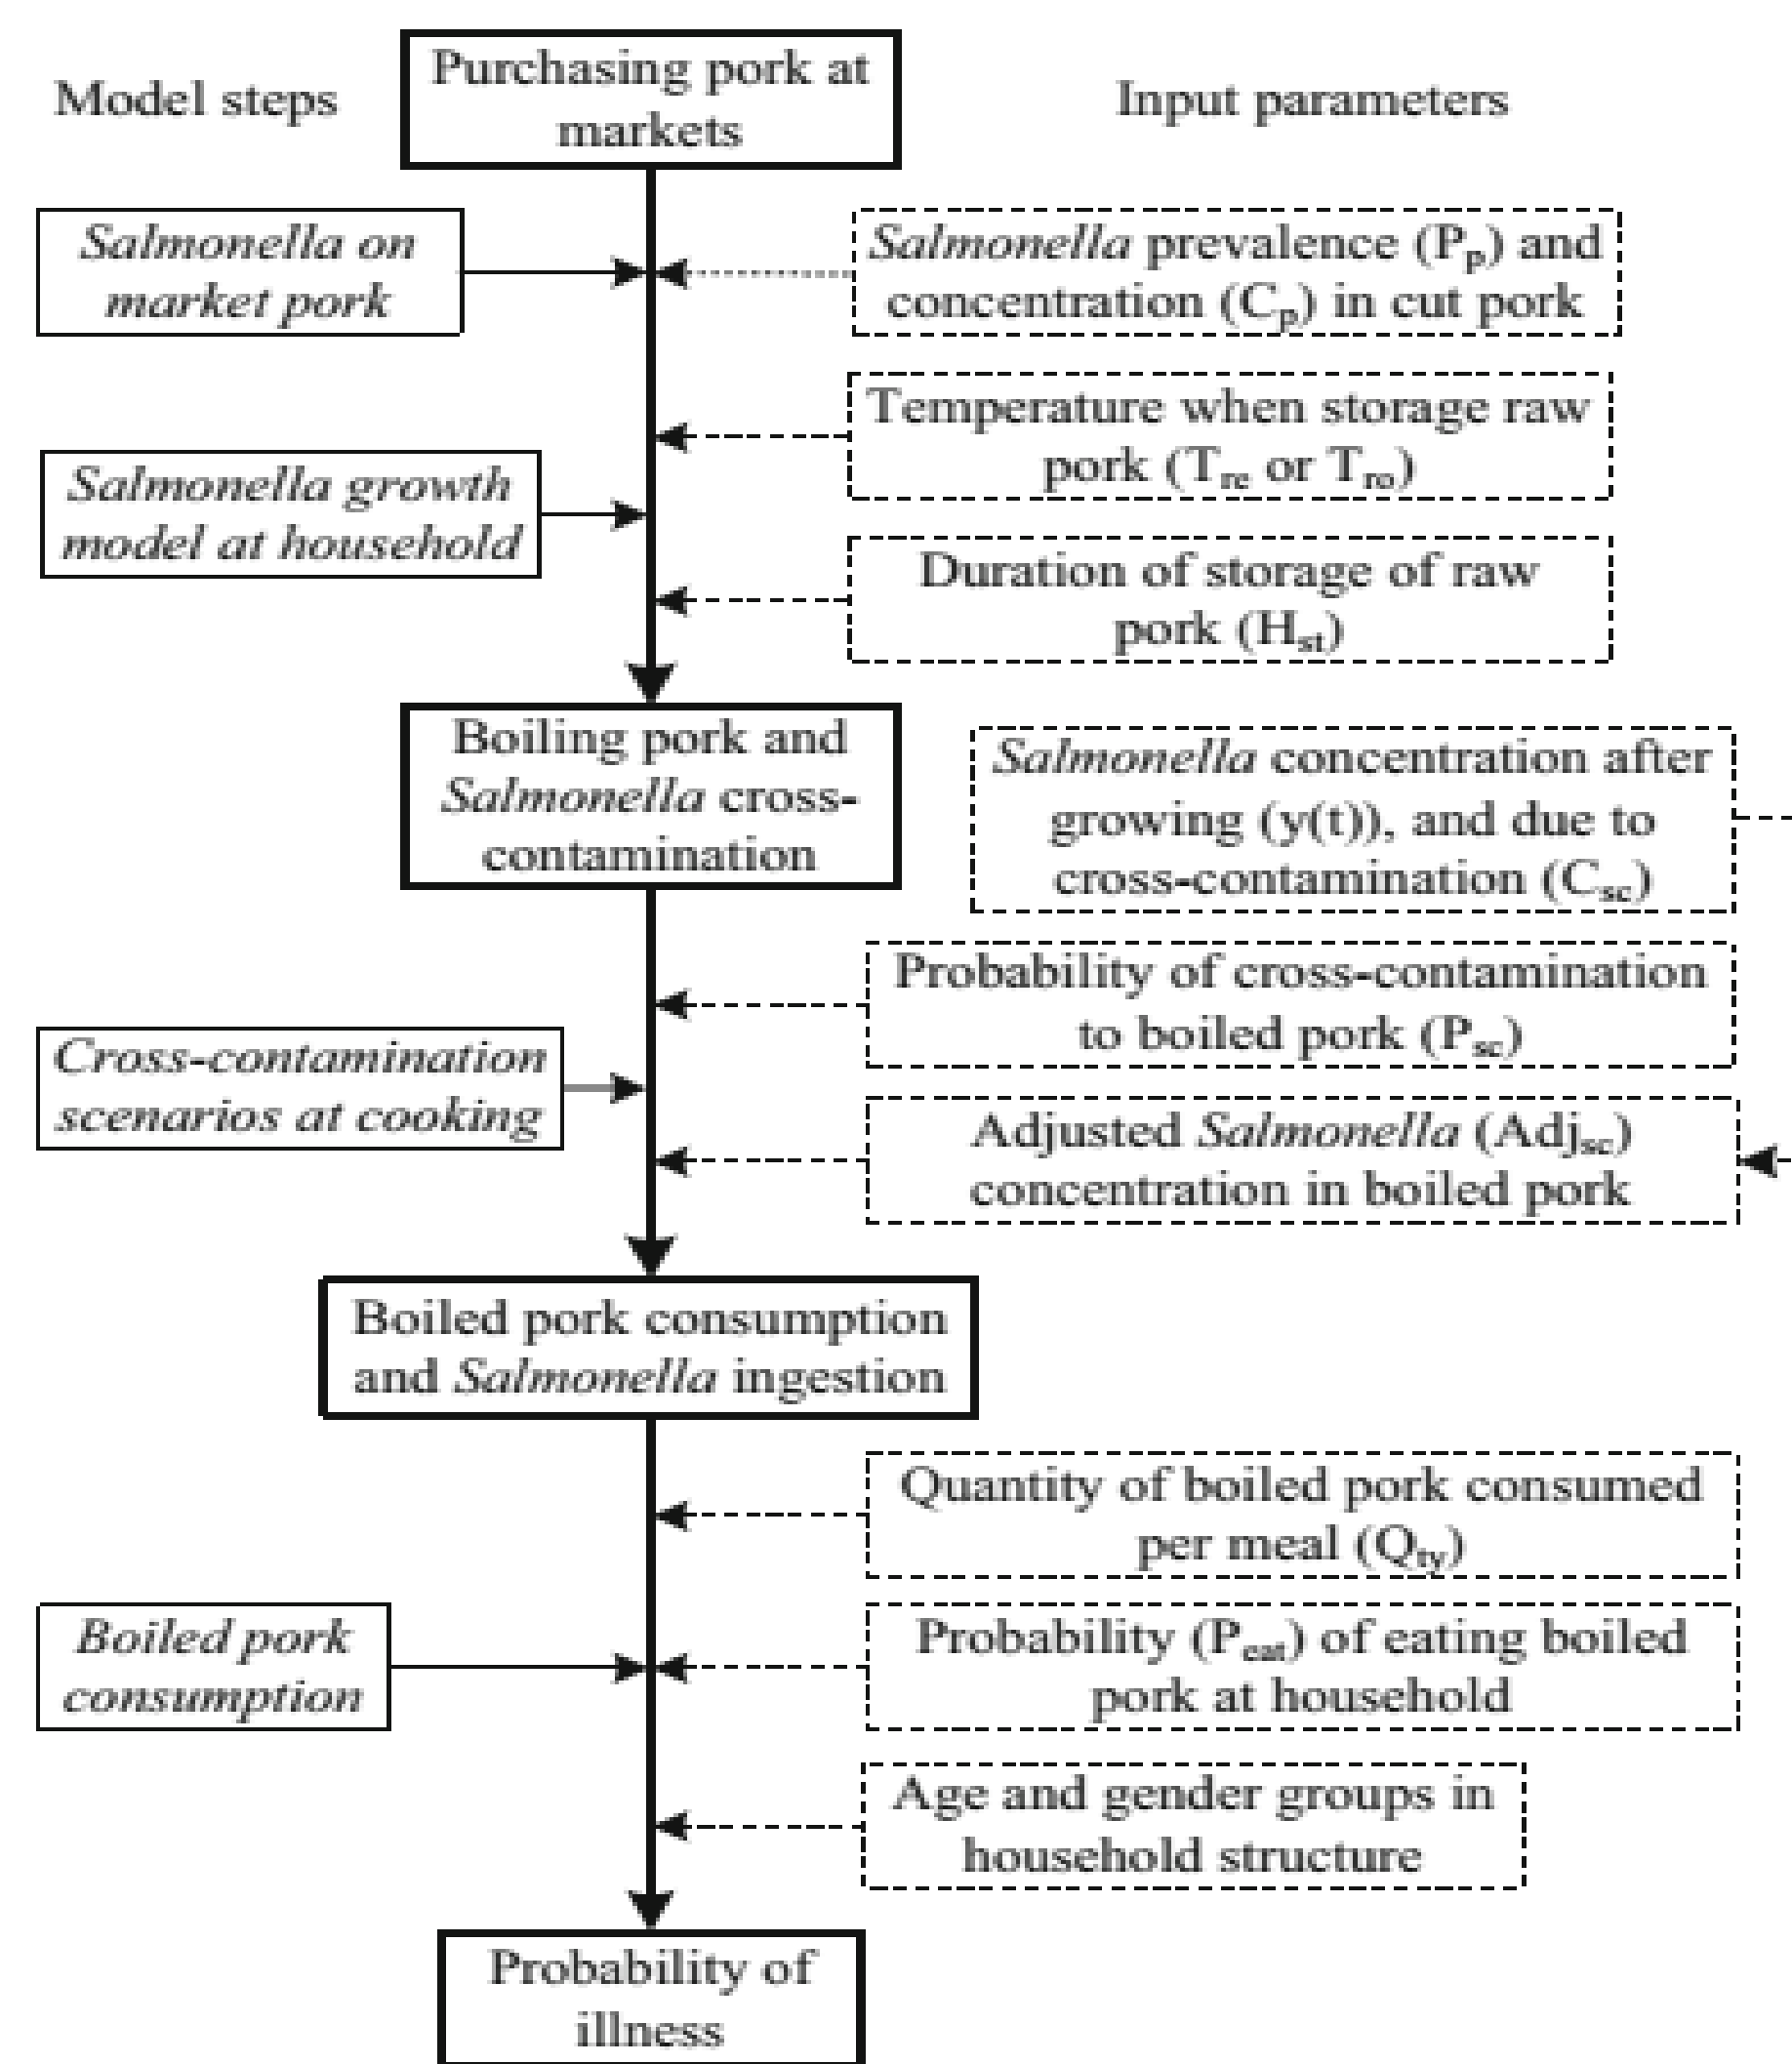 Model steps
Purchasing pork at
markets
Input parameters
Salmonella on
market pork
Salmonella prevalence (Pp) and
concentration (Cp) in cut pork
Temperature when storage raw
pork (Tre or Tro)
Salmonella growth
model at household
Duration of storage of raw
pork (Hst)
Boiling pork and
Salmonella cross-
contamination
Salmonella concentration after
growing (y(t)), and due to
cross-contamination (Csc)
Probability of cross-contamination
to boiled pork (Psc)
Cross-contamination
scenarios at cooking
Adjusted Salmonella (Adjsc)
concentration in boiled pork
Boiled pork consumption
and Salmonella ingestion
Quantity of boiled pork consumed
per meal (Qty)
Boiled pork
consumption
Probability (Peat) of eating boiled
pork at household
Age and gender groups in
household structure
Probability of
illness